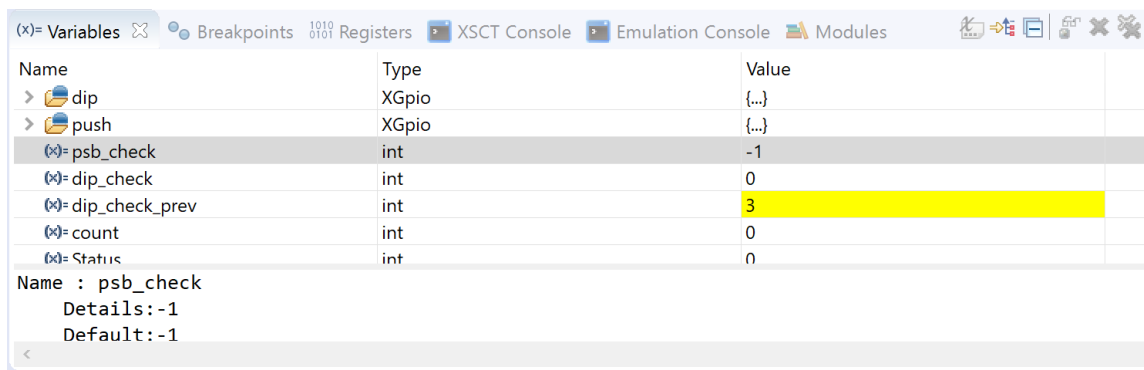 (x)= Variables Breakpoints 1010 0101 Registers XSCT Console Emulation Console Modules
Name Type Value
dip XGpio {...}
push XGpio {...}
(x)= psb_check int -1
(x)= dip_check int 0
(x)= dip_check_prev int 3
(x)= count int 0
(x)= Status int 0
Name : psb_check
Details:-1
Default:-1